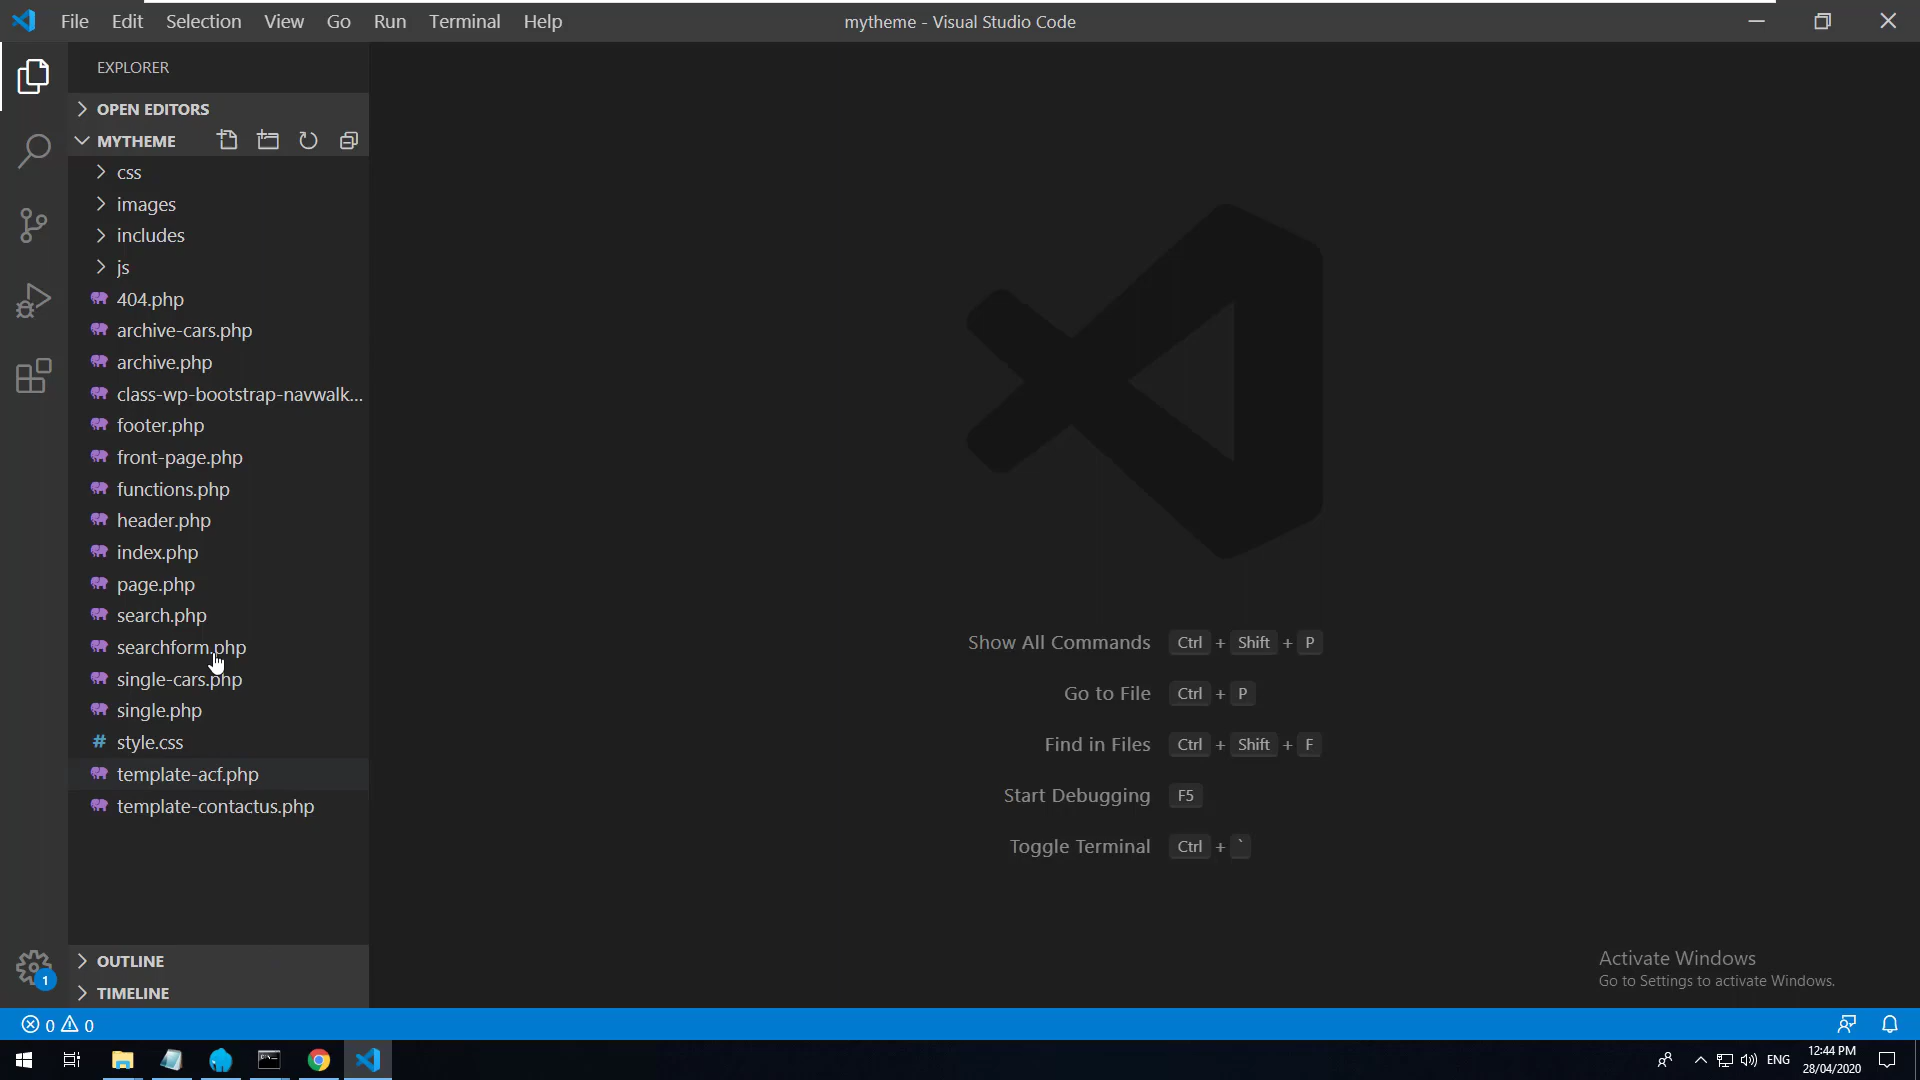 File Edit Selection View Go Run Terminal Help
mytheme - Visual Studio Code
EXPLORER
OPEN EDITORS
MYTHEME
css
images
includes
js
404.php
archive-cars.php
archive.php
class-wp-bootstrap-navwalk...
footer.php
front-page.php
functions.php
header.php
index.php
page.php
search.php
searchform.php
single-cars.php
single.php
# style.css
template-acf.php
template-contactus.php
OUTLINE
TIMELINE
1
Show All Commands Ctrl + Shift + P
Go to File Ctrl + P
Find in Files Ctrl + Shift + F
Start Debugging F5
Toggle Terminal Ctrl + `
Activate Windows
Go to Settings to activate Windows.
0 0
ENG
12:44 PM
28/04/2020